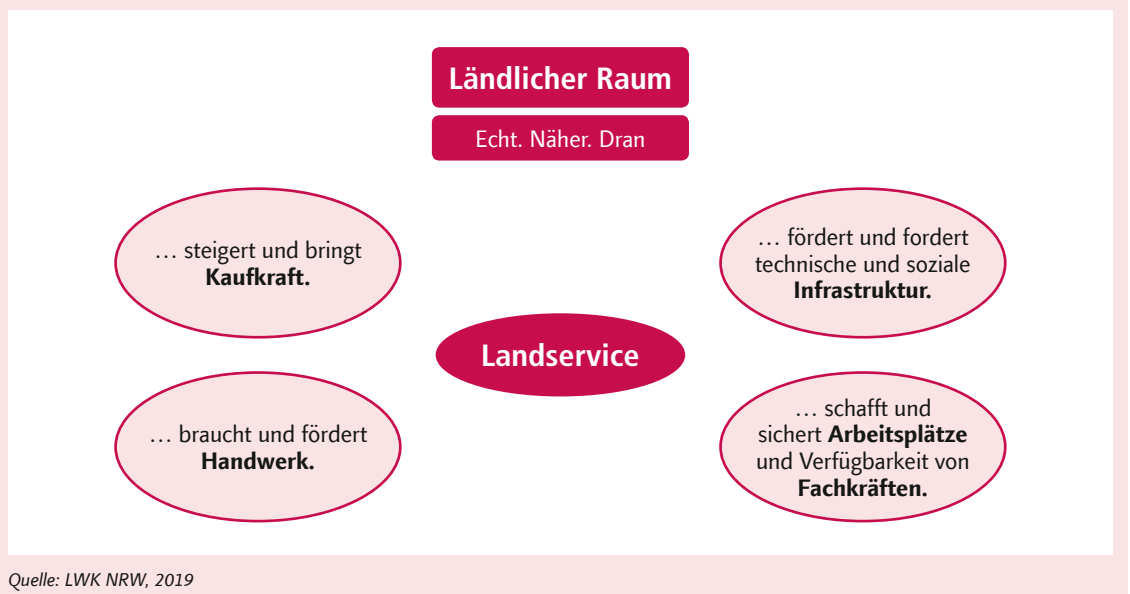 Ländlicher Raum
Echt. Näher. Dran
… steigert und bringt
Kaufkraft.
… fördert und fordert
technische und soziale
Infrastruktur.
Landservice
… braucht und fördert
Handwerk.
… schafft und
sichert Arbeitsplätze
und Verfügbarkeit von
Fachkräften.
Quelle: LWK NRW, 2019